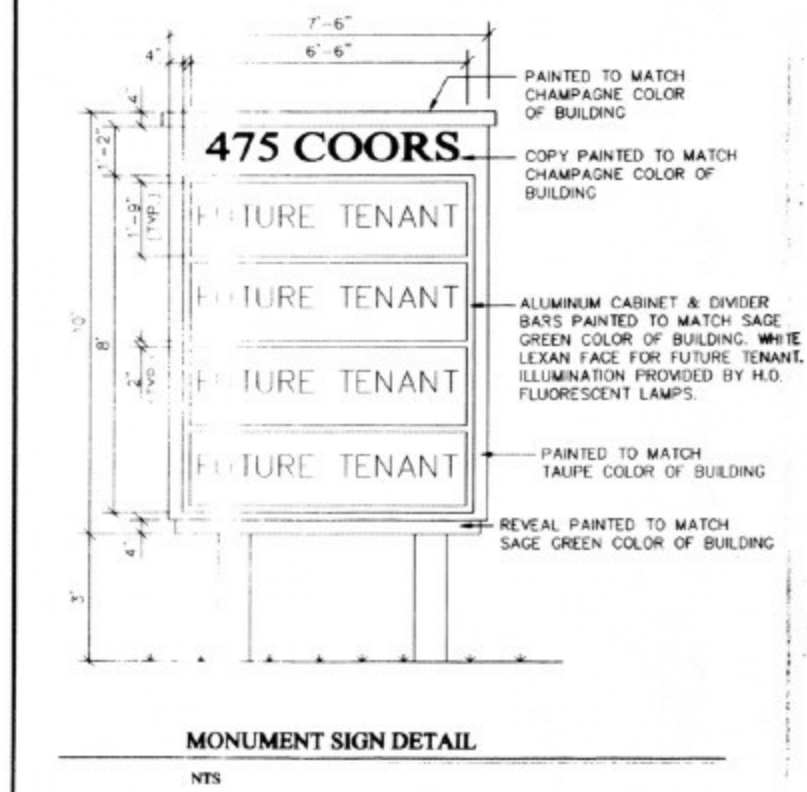 7'-6"
6'-6"
4"
4"
1'-2"
1'-9"
(TYP.)
10'
8'
2"
(TYP.)
4"
3'
475 COORS
FUTURE TENANT
FUTURE TENANT
FUTURE TENANT
FUTURE TENANT
PAINTED TO MATCH
CHAMPAGNE COLOR
OF BUILDING
COPY PAINTED TO MATCH
CHAMPAGNE COLOR OF
BUILDING
ALUMINUM CABINET & DIVIDER
BARS PAINTED TO MATCH SAGE
GREEN COLOR OF BUILDING. WHITE
LEXAN FACE FOR FUTURE TENANT.
ILLUMINATION PROVIDED BY H.O.
FLUORESCENT LAMPS.
PAINTED TO MATCH
TAUPE COLOR OF BUILDING
REVEAL PAINTED TO MATCH
SAGE GREEN COLOR OF BUILDING
MONUMENT SIGN DETAIL
NTS